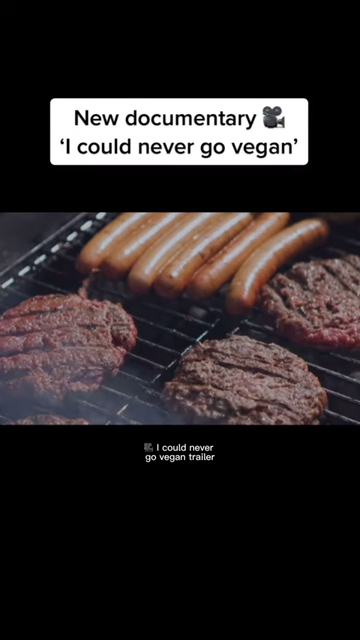 New documentary 🎥
‘I could never go vegan’
🎥 I could never
go vegan trailer